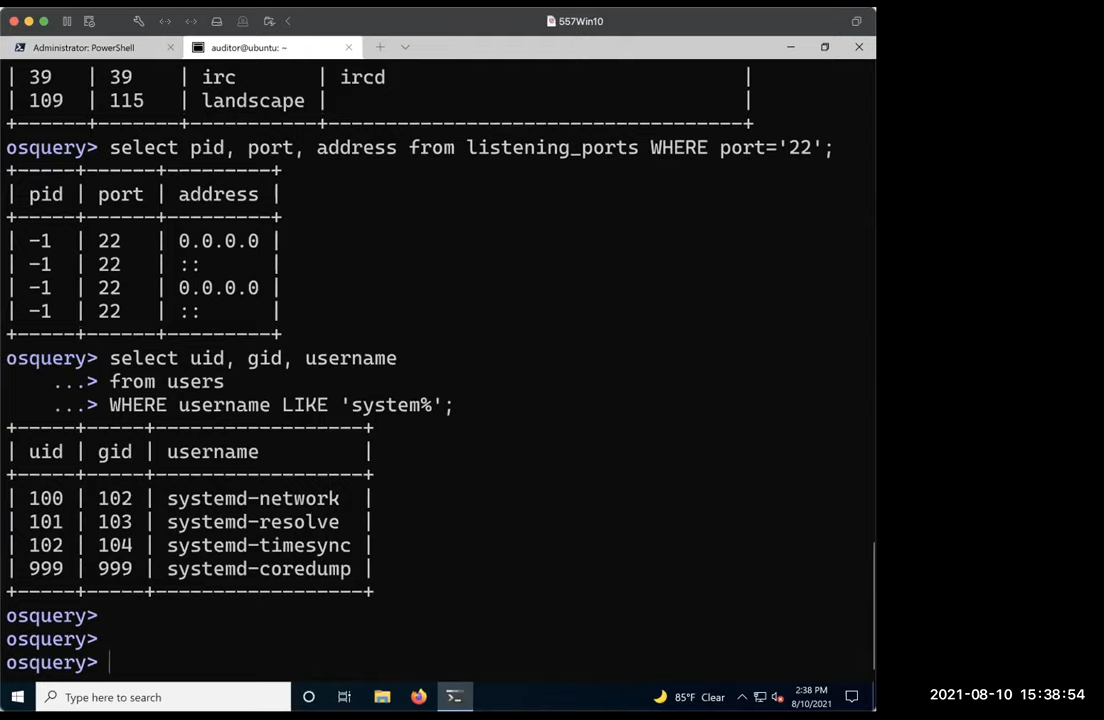 557Win10
Administrator: PowerShell
auditor@ubuntu: ~
| 39 | 39 | irc | ircd |
| 109 | 115 | landscape | |
+-----+-------+-----------+------------------------------------+
osquery> select pid, port, address from listening_ports WHERE port='22';
+-----+------+---------+
| pid | port | address |
+-----+------+---------+
| -1 | 22 | 0.0.0.0 |
| -1 | 22 | :: |
| -1 | 22 | 0.0.0.0 |
| -1 | 22 | :: |
+-----+------+---------+
osquery> select uid, gid, username
...> from users
...> WHERE username LIKE 'system%';
+-----+-----+------------------+
| uid | gid | username |
+-----+-----+------------------+
| 100 | 102 | systemd-network |
| 101 | 103 | systemd-resolve |
| 102 | 104 | systemd-timesync |
| 999 | 999 | systemd-coredump |
+-----+-----+------------------+
osquery>
osquery>
osquery>
Type here to search
85°F Clear
2:38 PM
8/10/2021
2021-08-10 15:38:54